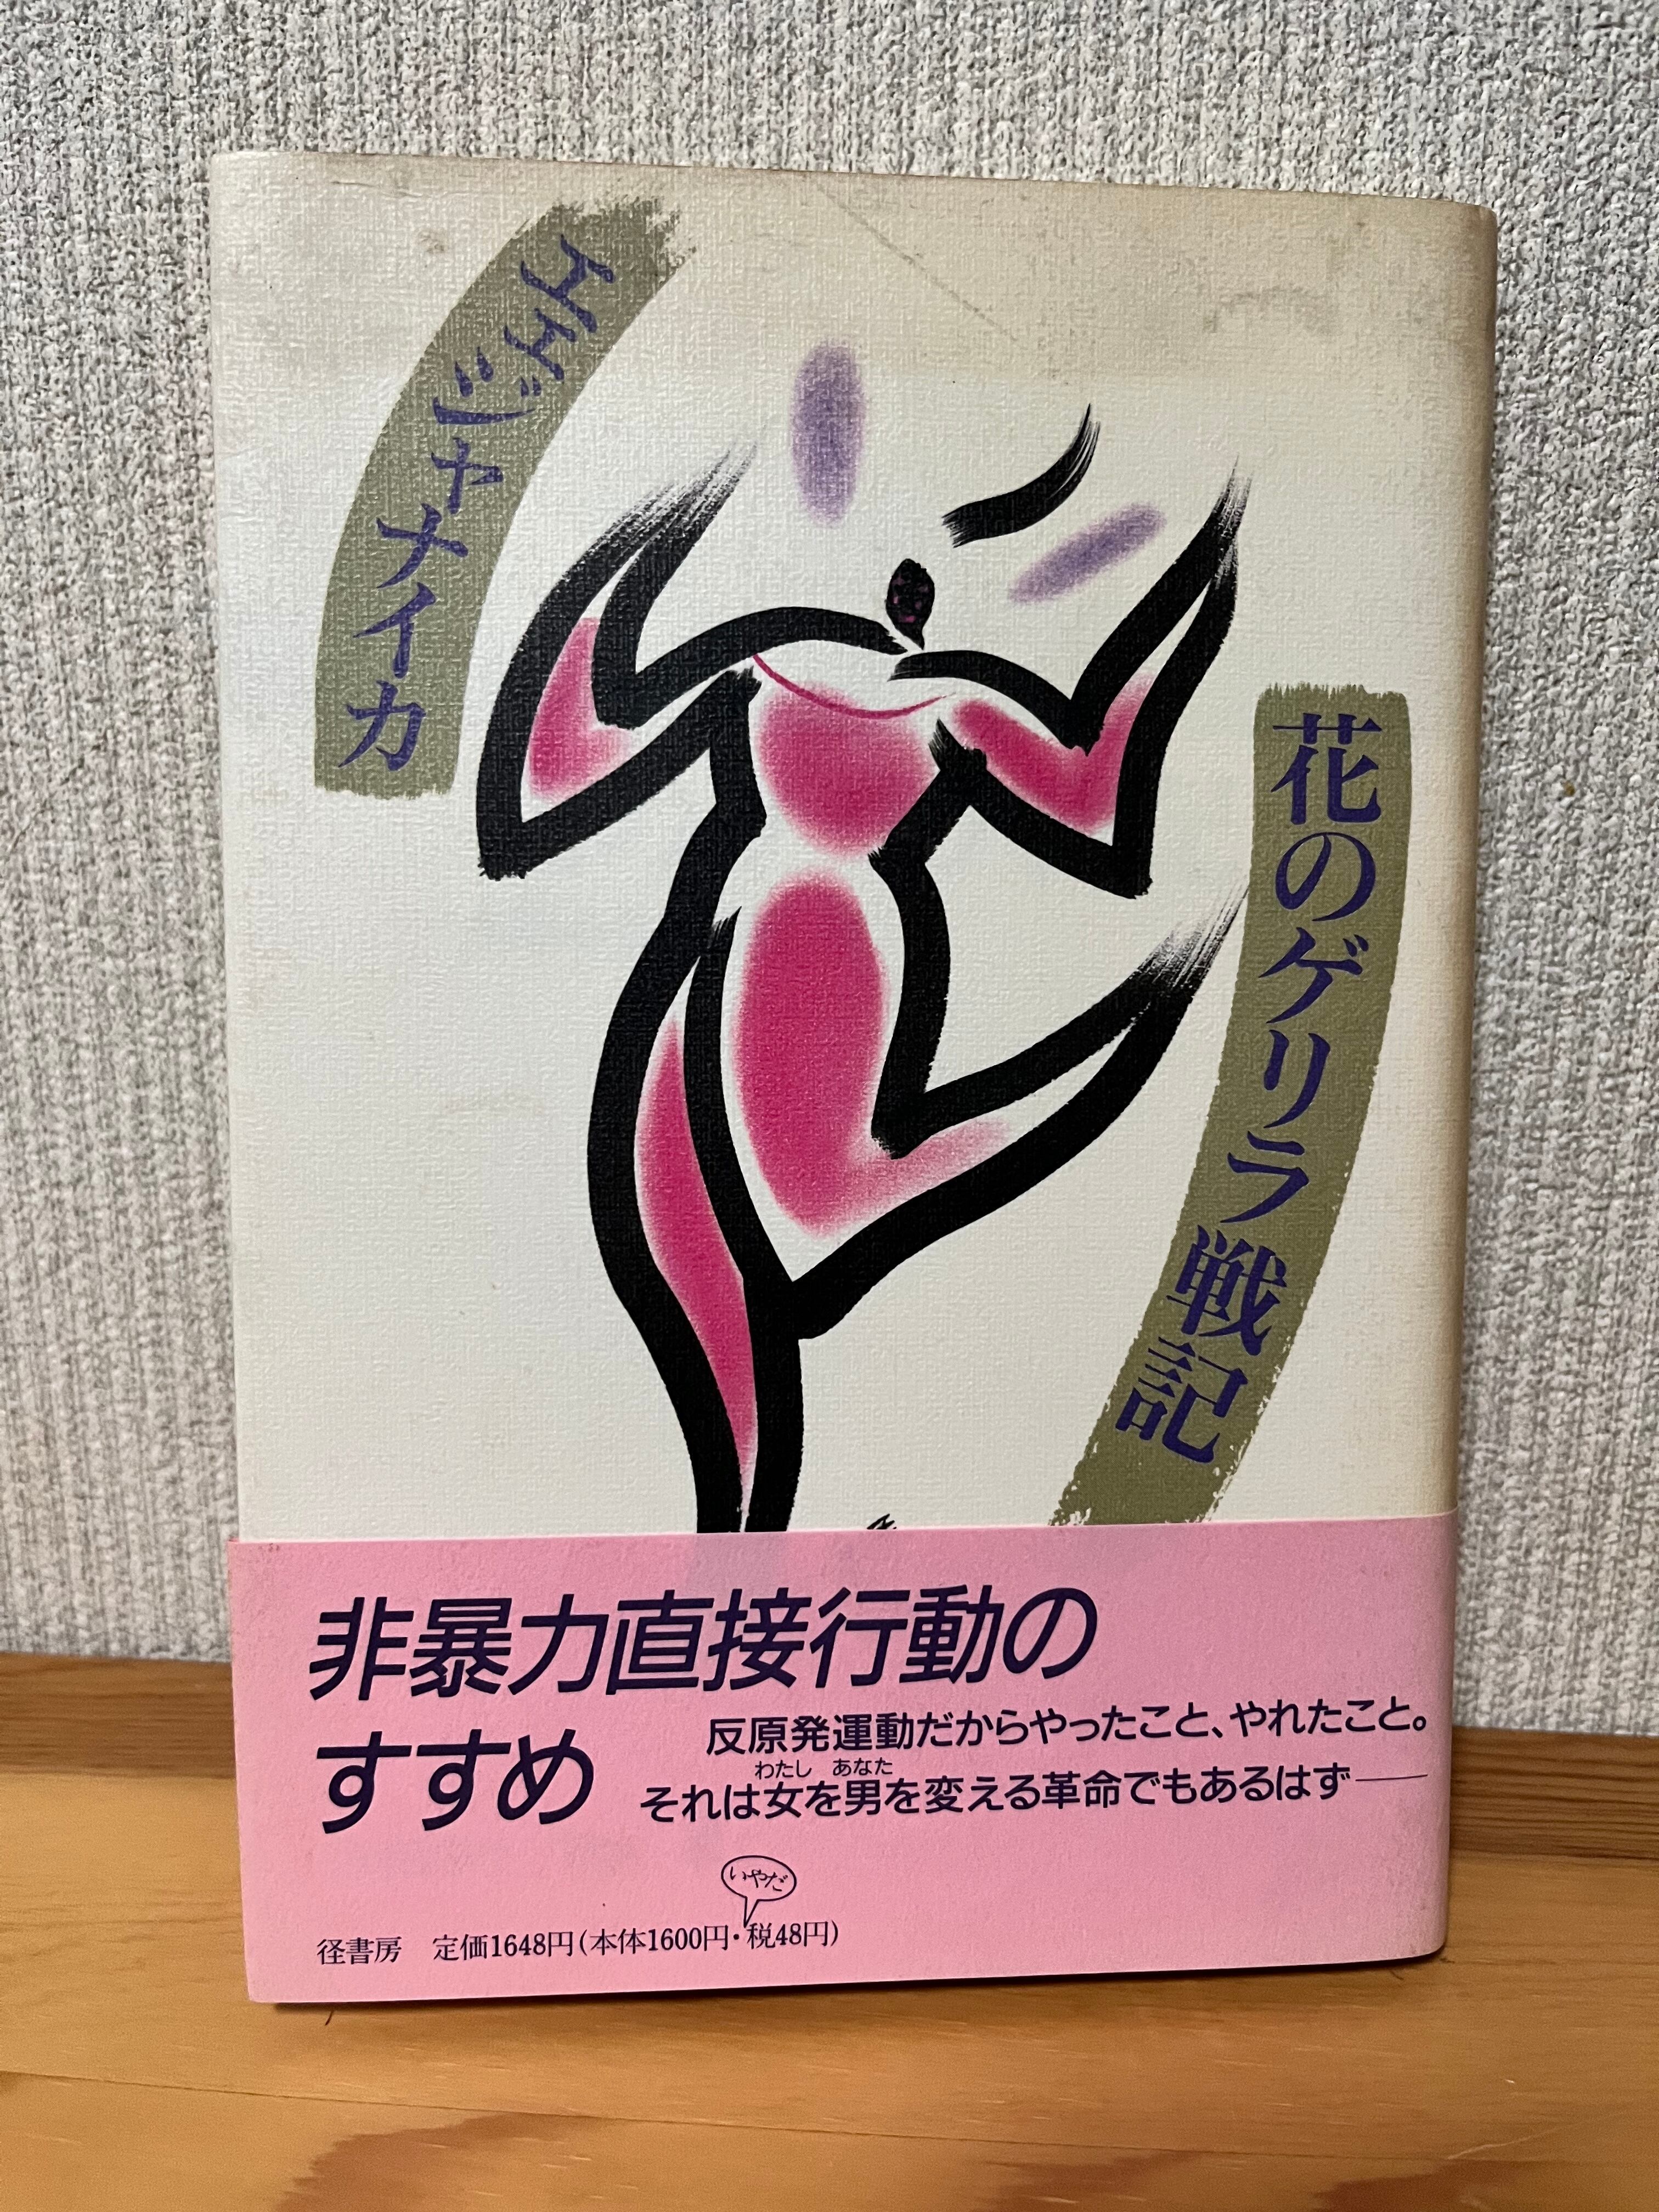 エエジャナイカ
花のゲリラ戦記
非暴力直接行動の
すすめ
反原発運動だからやったこと、やれたこと。
わたし あなた
それは女を男を変える革命でもあるはず――
いやだ
径書房 定価1648円(本体1600円・税48円)